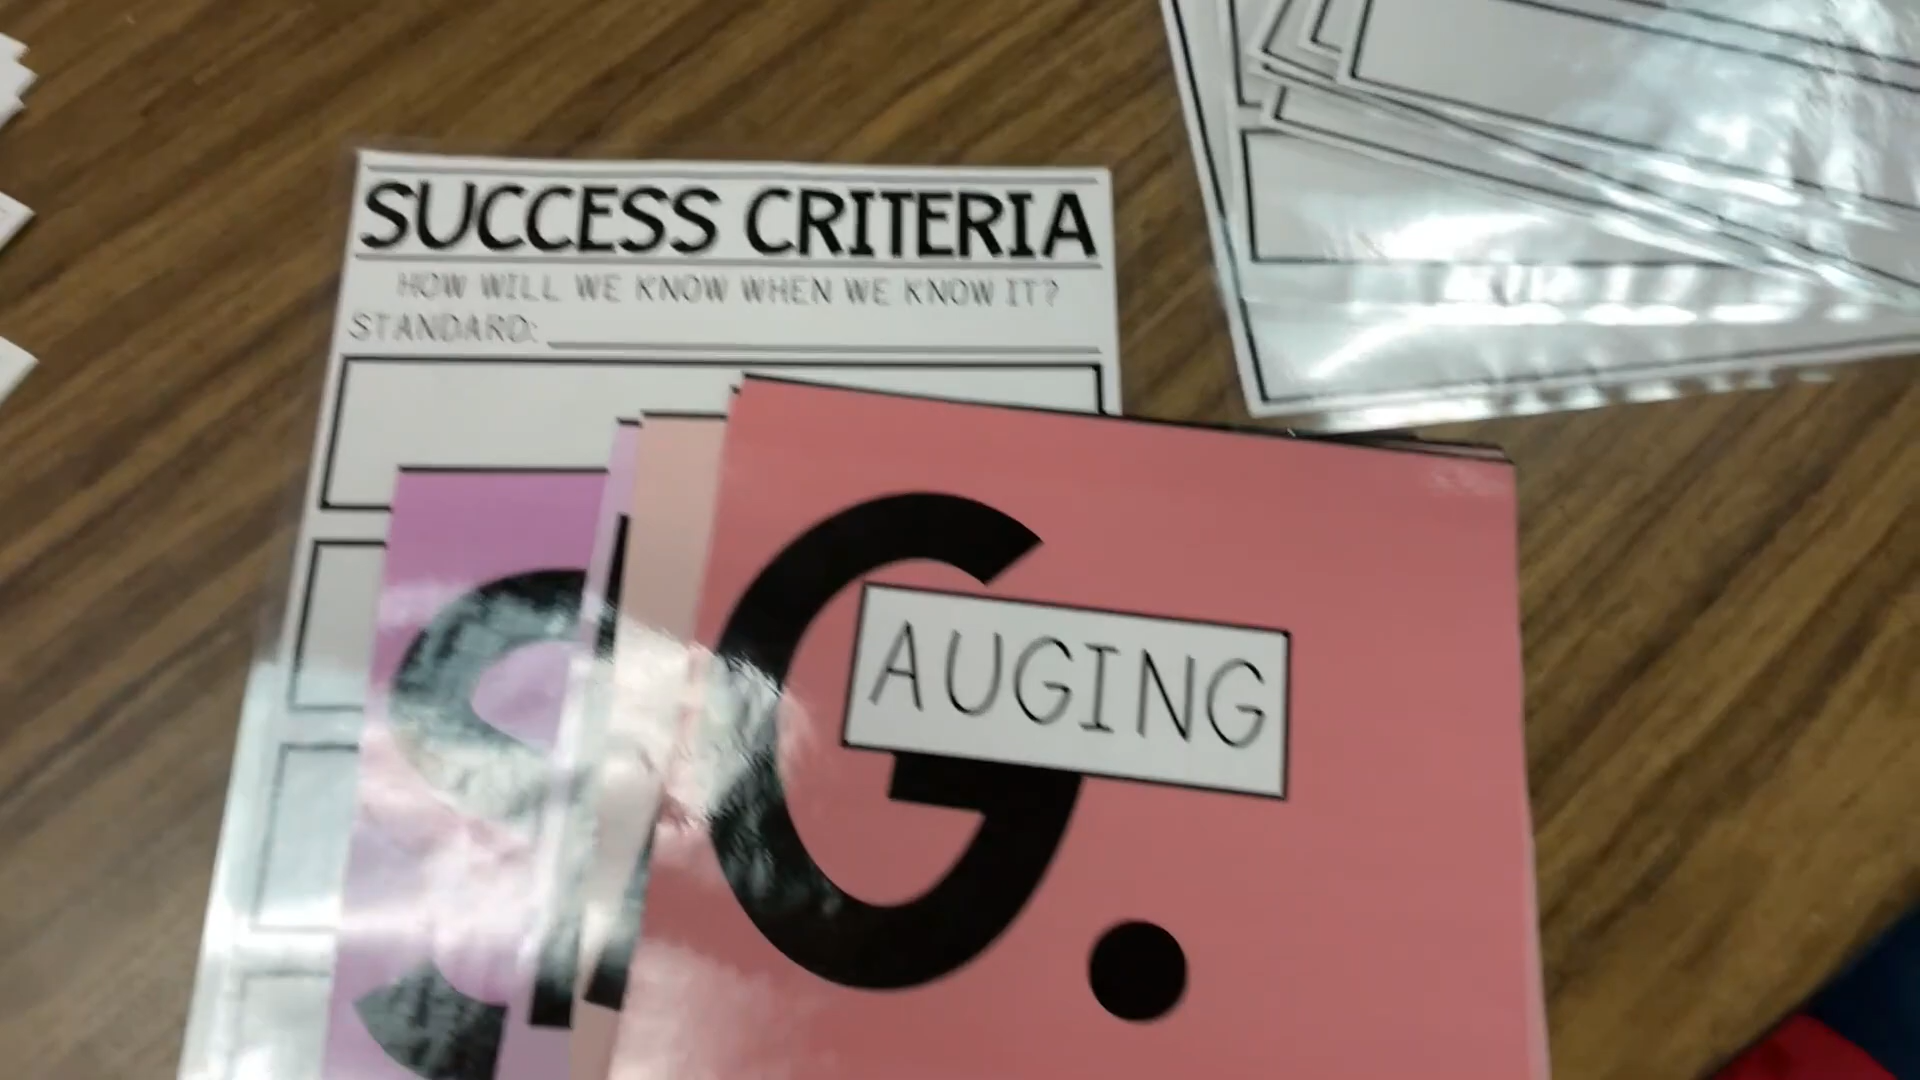 SUCCESS CRITERIA
HOW WILL WE KNOW WHEN WE KNOW IT?
STANDARD:
S
G.
AUGING